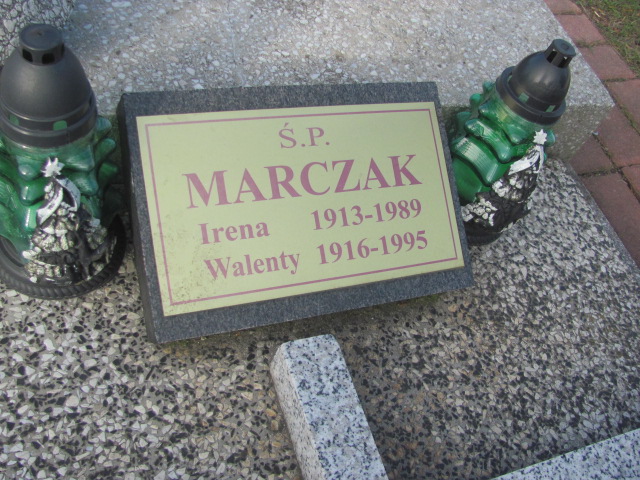 Ś.P.
MARCZAK
Irena 1913-1989
Walenty 1916-1995